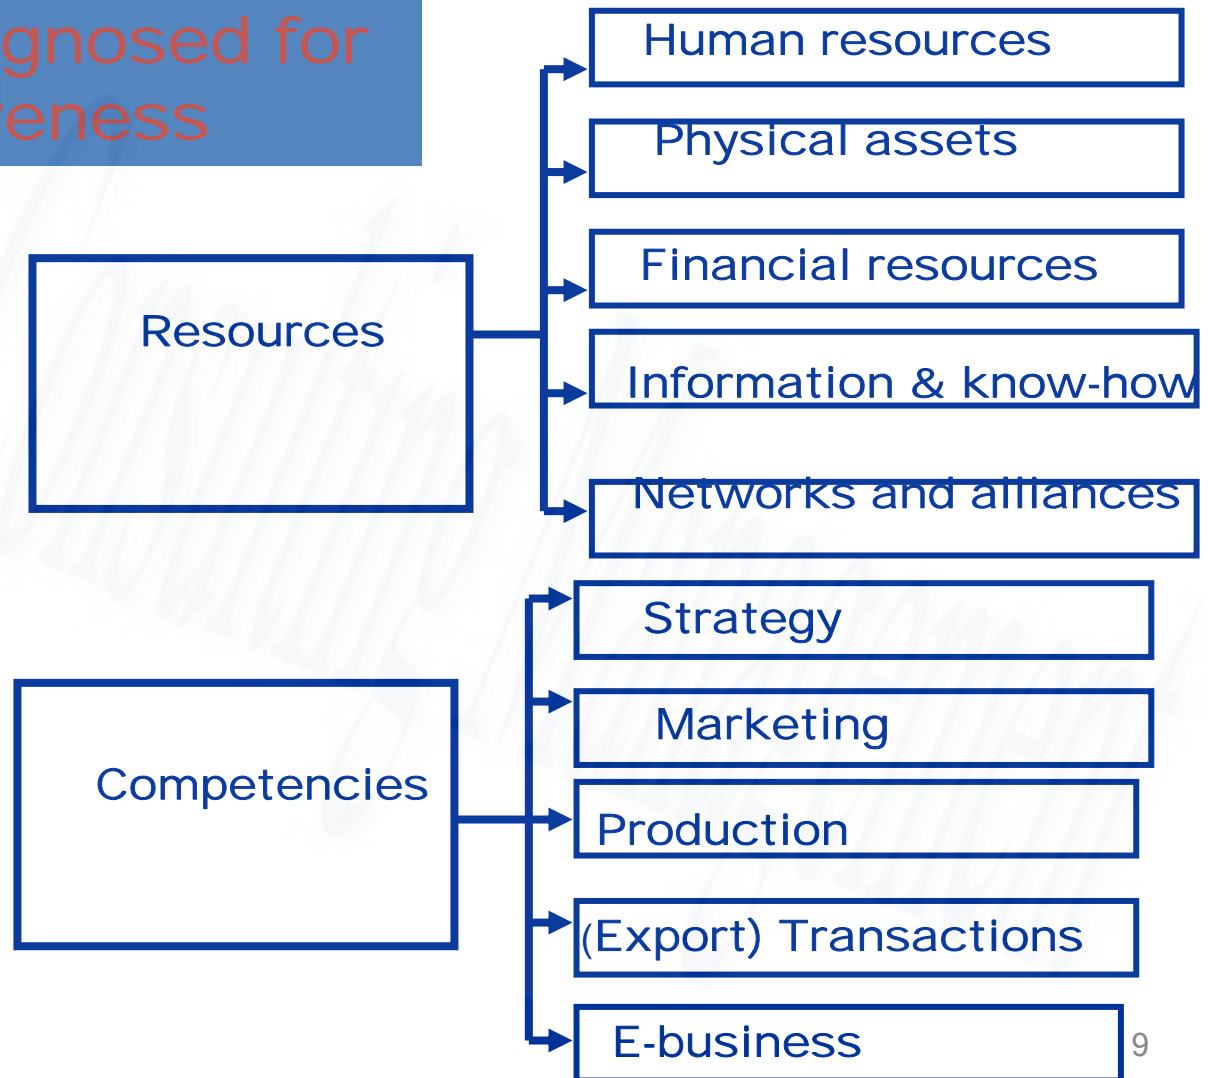 gnosed for
eness
Human resources
Physical assets
Financial resources
Resources
Information & know-how
Networks and alliances
Strategy
Marketing
Competencies
Production
(Export) Transactions
E-business
9